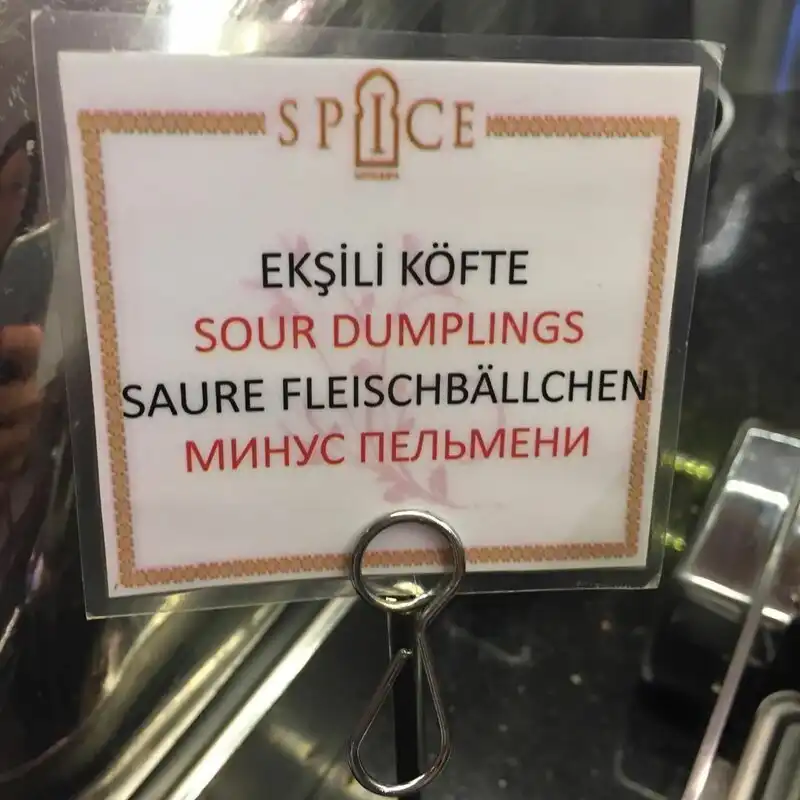 SPICE
EKŞİLİ KÖFTE
SOUR DUMPLINGS
SAURE FLEISCHBÄLLCHEN
МИНУС ПЕЛЬМЕНИ